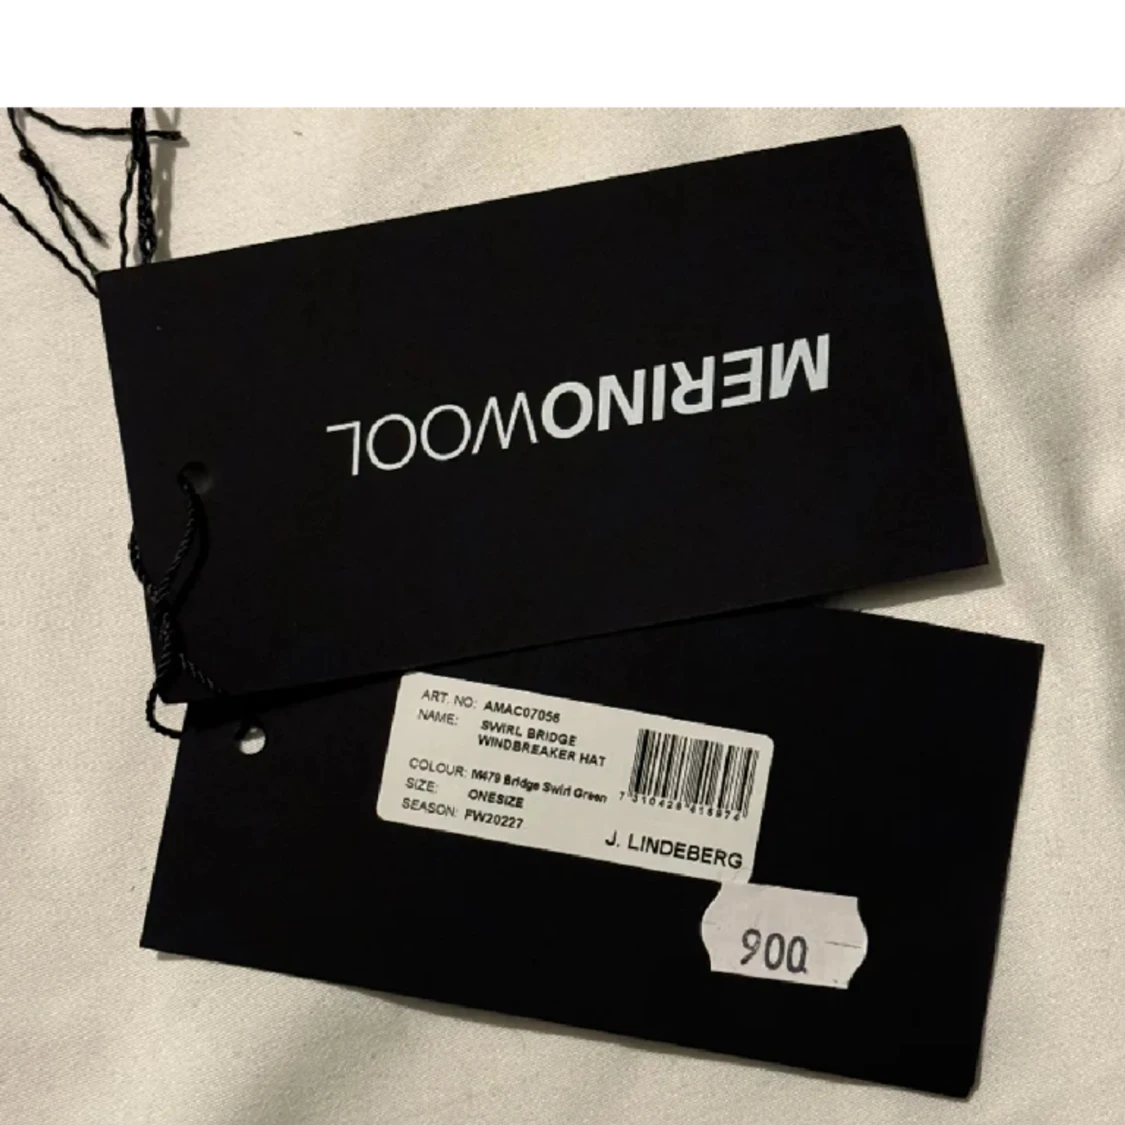 MERINOWOOL
ART. NO: AMAC07056
NAME: SWIRL BRIDGE
WINDBREAKER HAT
COLOUR: M479 Bridge Swirl Green
SIZE: ONESIZE
SEASON: FW20227
J. LINDEBERG
900